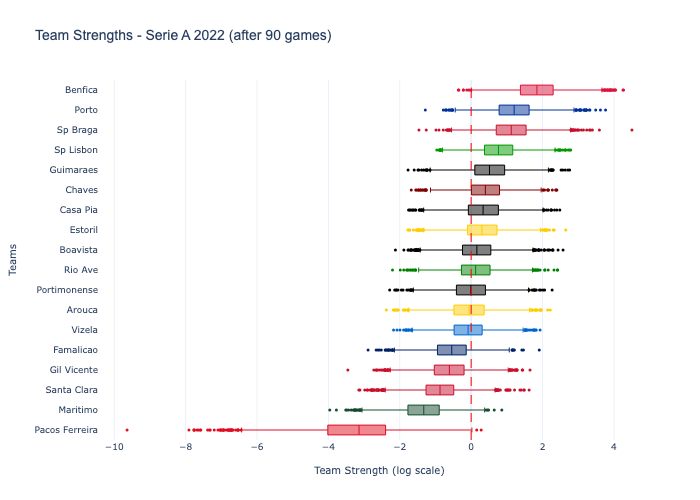 Team Strengths - Serie A 2022 (after 90 games)
Benfica
Porto
Sp Braga
Sp Lisbon
Guimaraes
Chaves
Casa Pia
Estoril
Boavista
Rio Ave
Portimonense
Arouca
Vizela
Famalicao
Gil Vicente
Santa Clara
Maritimo
Pacos Ferreira
Teams
−10 −8 −6 −4 −2 0 2 4
Team Strength (log scale)